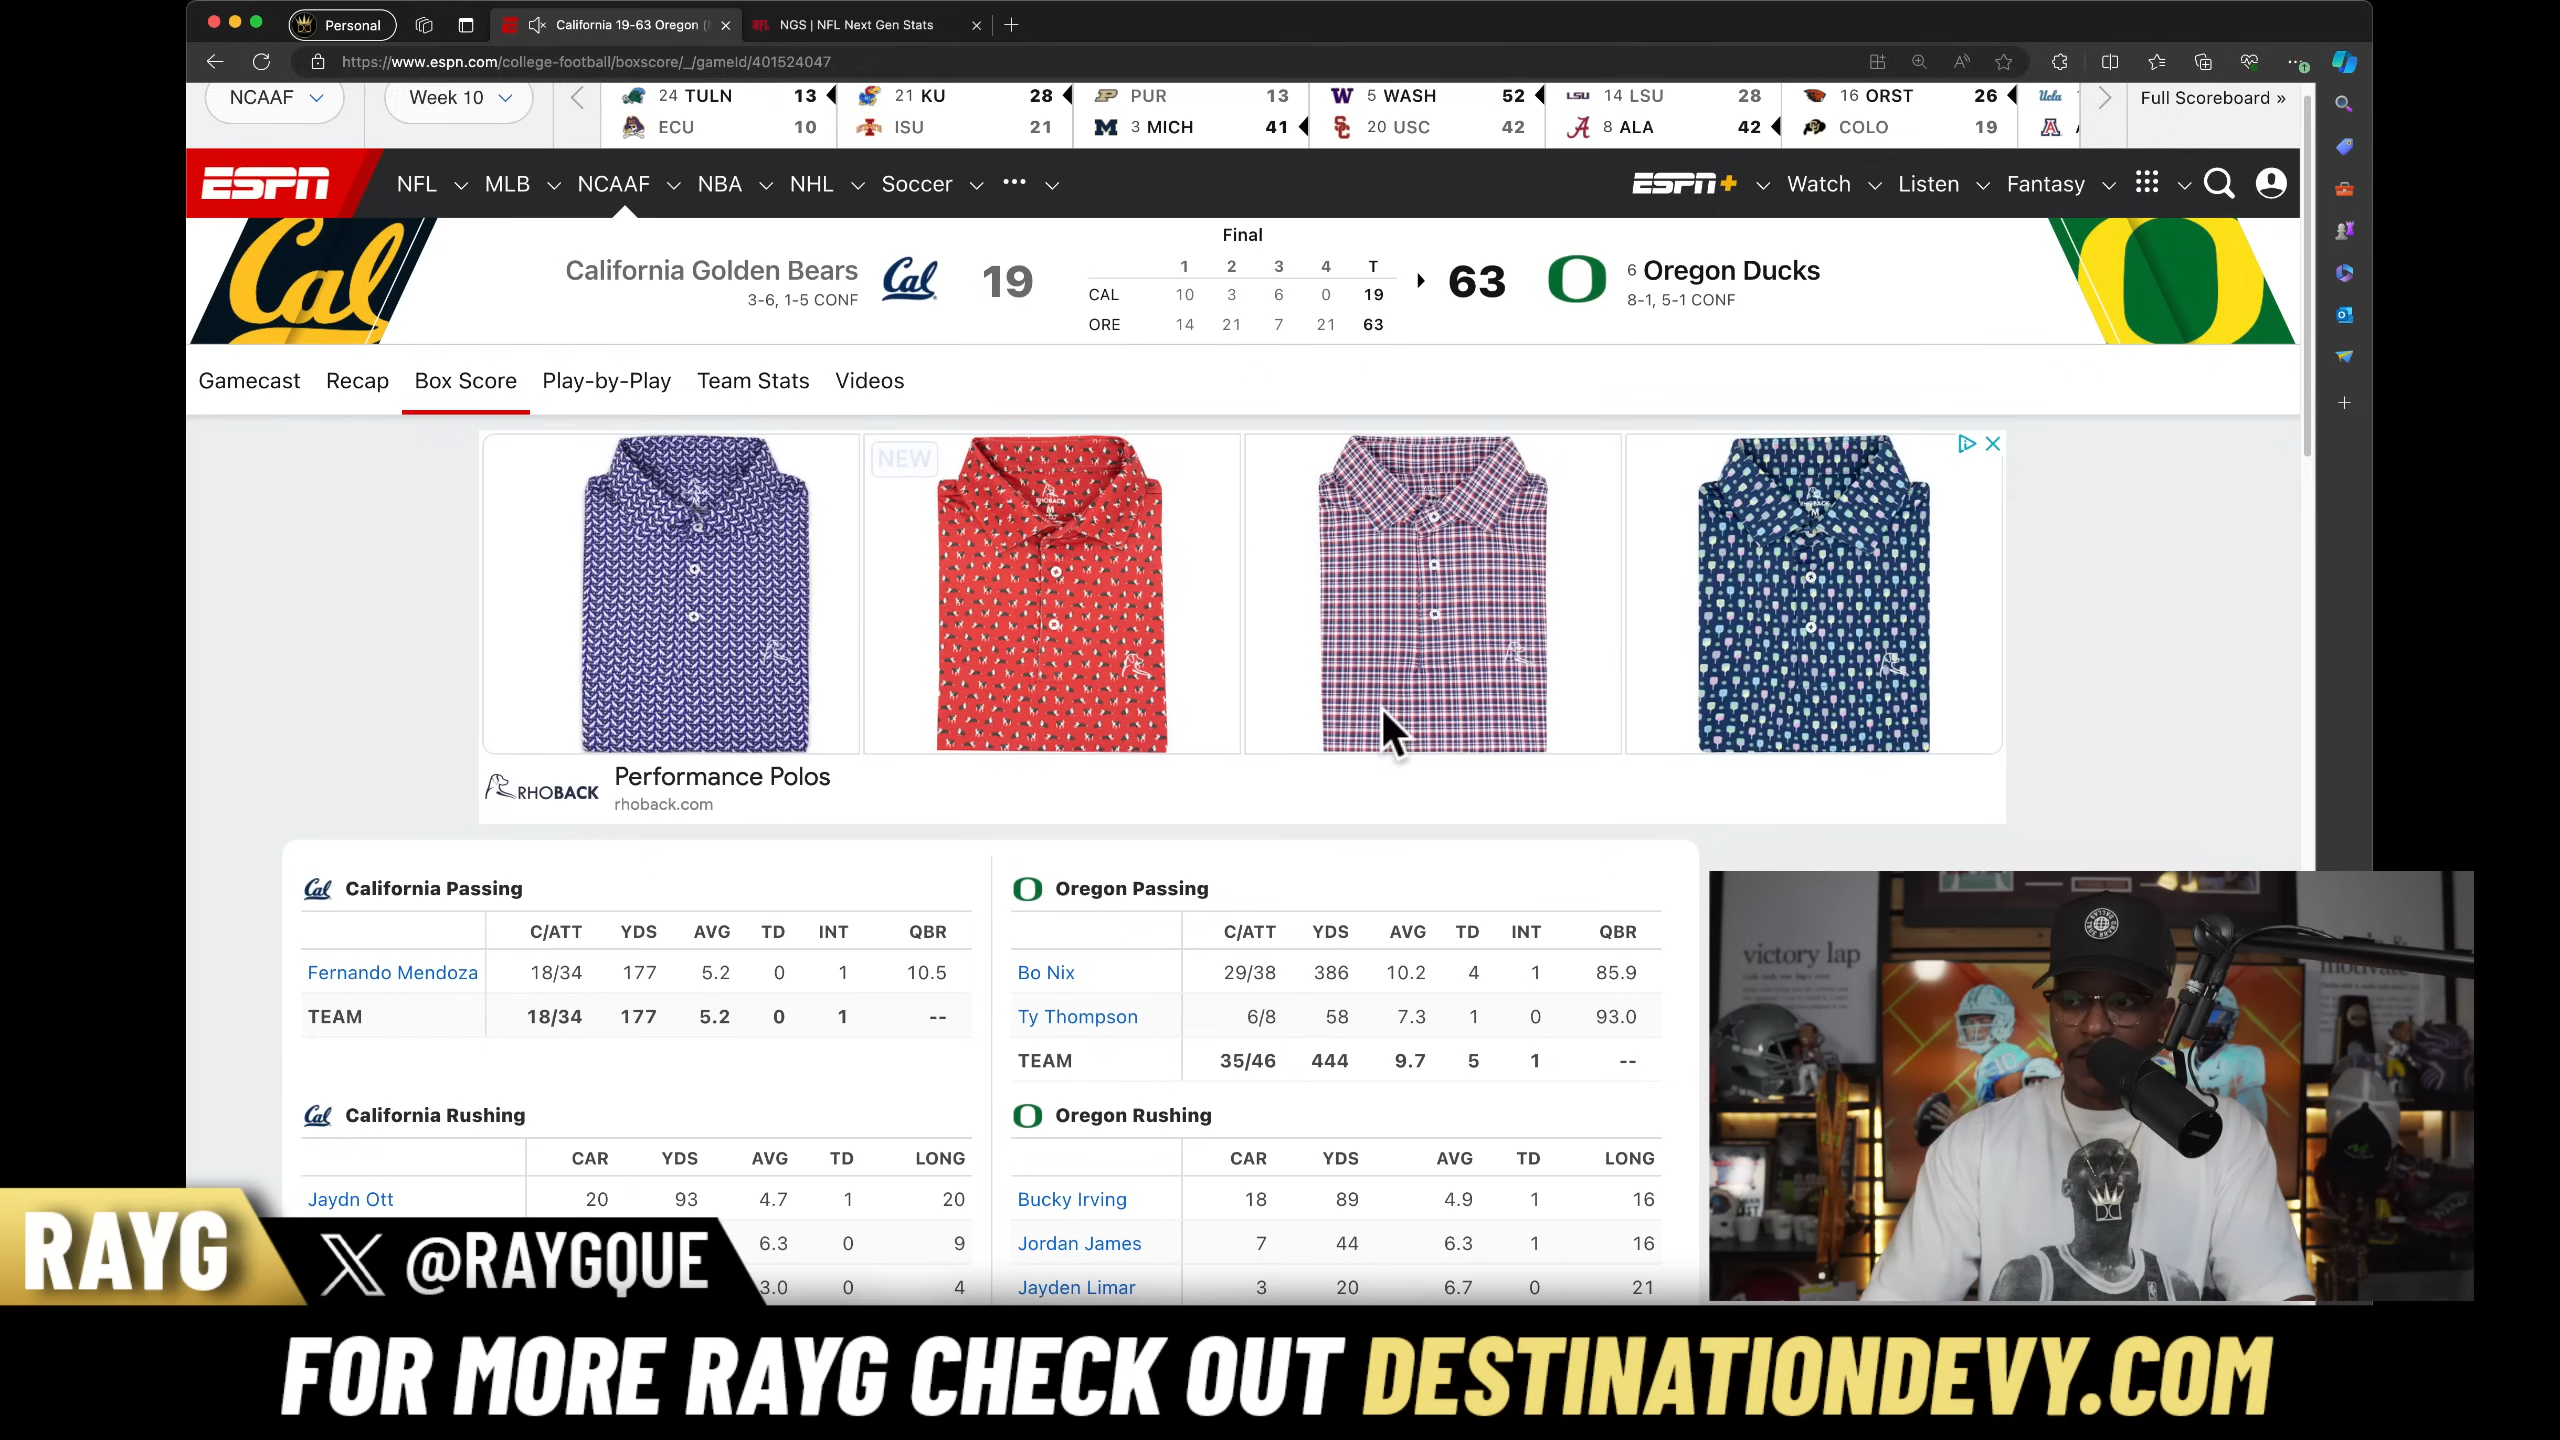 Personal
California 19-63 Oregon (
NGS | NFL Next Gen Stats
https://www.espn.com/college-football/boxscore/_/gameId/401524047
NCAAF
Week 10
24 TULN 13
ECU 10
21 KU 28
ISU 21
PUR 13
3 MICH 41
5 WASH 52
20 USC 42
14 LSU 28
8 ALA 42
16 ORST 26
COLO 19
Full Scoreboard »
ESPN NFL MLB NCAAF NBA NHL Soccer ••• ESPN+ Watch Listen Fantasy
Cal
California Golden Bears
3-6, 1-5 CONF
Cal
19
Final
1 2 3 4 T
CAL 10 3 6 0 19
ORE 14 21 7 21 63
63
6 Oregon Ducks
8-1, 5-1 CONF
Gamecast Recap Box Score Play-by-Play Team Stats Videos
NEW
RHOBACK
M
RHOBACK
Performance Polos
rhoback.com
Cal California Passing
C/ATT YDS AVG TD INT QBR
Fernando Mendoza 18/34 177 5.2 0 1 10.5
TEAM 18/34 177 5.2 0 1 --
Oregon Passing
C/ATT YDS AVG TD INT QBR
Bo Nix 29/38 386 10.2 4 1 85.9
Ty Thompson 6/8 58 7.3 1 0 93.0
TEAM 35/46 444 9.7 5 1 --
Cal California Rushing
CAR YDS AVG TD LONG
Jaydn Ott 20 93 4.7 1 20
6.3 0 9
3.0 0 4
Oregon Rushing
CAR YDS AVG TD LONG
Bucky Irving 18 89 4.9 1 16
Jordan James 7 44 6.3 1 16
Jayden Limar 3 20 6.7 0 21
victory lap
RAYG
X @RAYGQUE
FOR MORE RAYG CHECK OUT DESTINATIONDEVY.COM